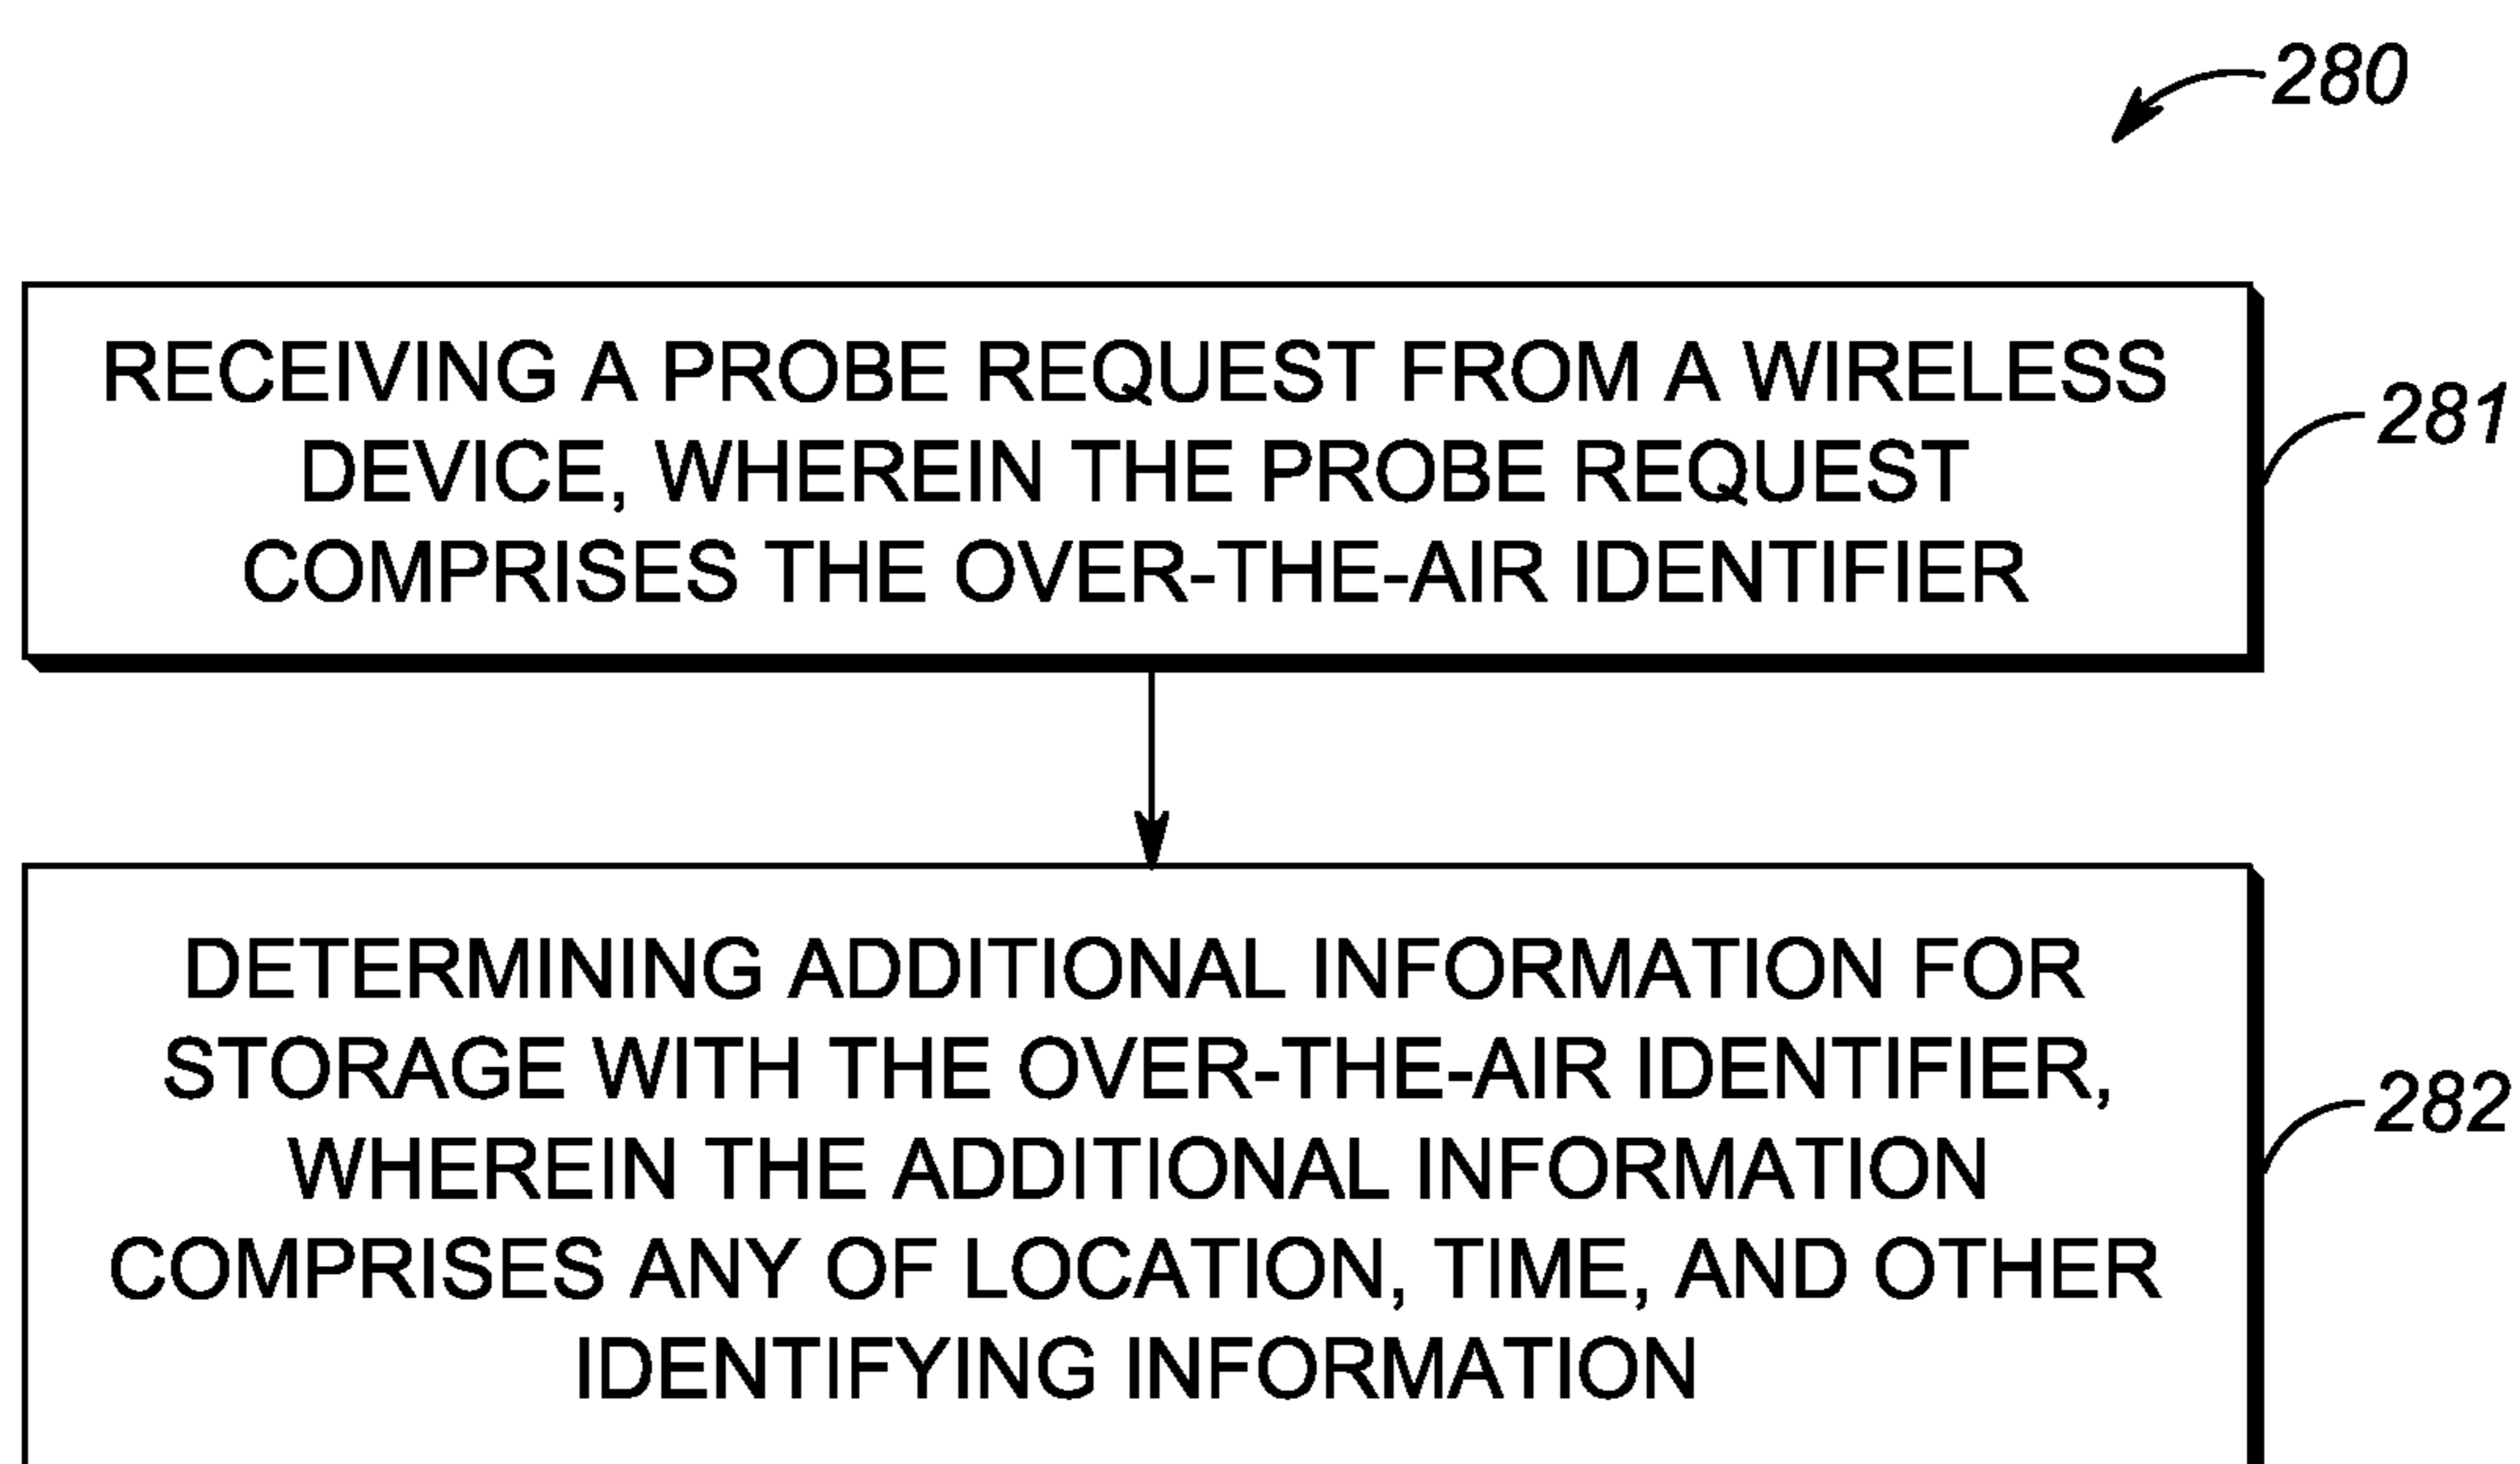 280
RECEIVING A PROBE REQUEST FROM A WIRELESS
DEVICE, WHEREIN THE PROBE REQUEST
COMPRISES THE OVER-THE-AIR IDENTIFIER
281
DETERMINING ADDITIONAL INFORMATION FOR
STORAGE WITH THE OVER-THE-AIR IDENTIFIER,
WHEREIN THE ADDITIONAL INFORMATION
COMPRISES ANY OF LOCATION, TIME, AND OTHER
IDENTIFYING INFORMATION
282